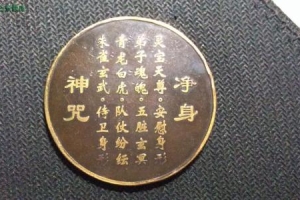 净身
灵宝天尊·安慰身形
弟子魂魄·五脏玄冥
青龙白虎·队仗纷纭
朱雀玄武·侍卫身形
神咒